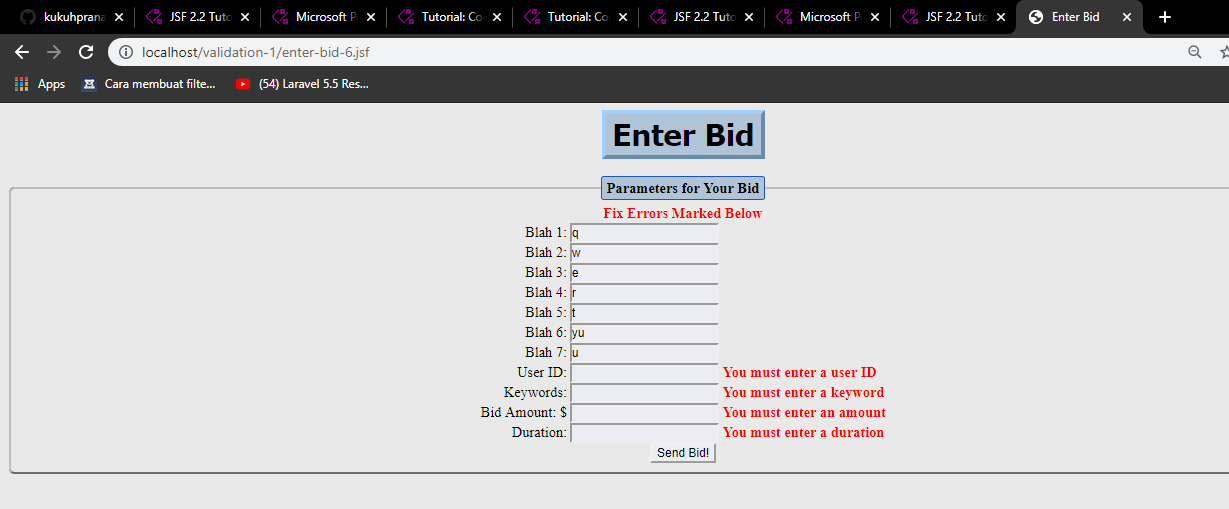 kukuhprana
JSF 2.2 Tuto
Microsoft P
Tutorial: Co
Tutorial: Co
JSF 2.2 Tuto
Microsoft P
JSF 2.2 Tuto
Enter Bid
localhost/validation-1/enter-bid-6.jsf
Apps
Cara membuat filte...
(54) Laravel 5.5 Res...
Enter Bid
Parameters for Your Bid
Fix Errors Marked Below
Blah 1: q
Blah 2: w
Blah 3: e
Blah 4: r
Blah 5: t
Blah 6: yu
Blah 7: u
User ID: You must enter a user ID
Keywords: You must enter a keyword
Bid Amount: $ You must enter an amount
Duration: You must enter a duration
Send Bid!